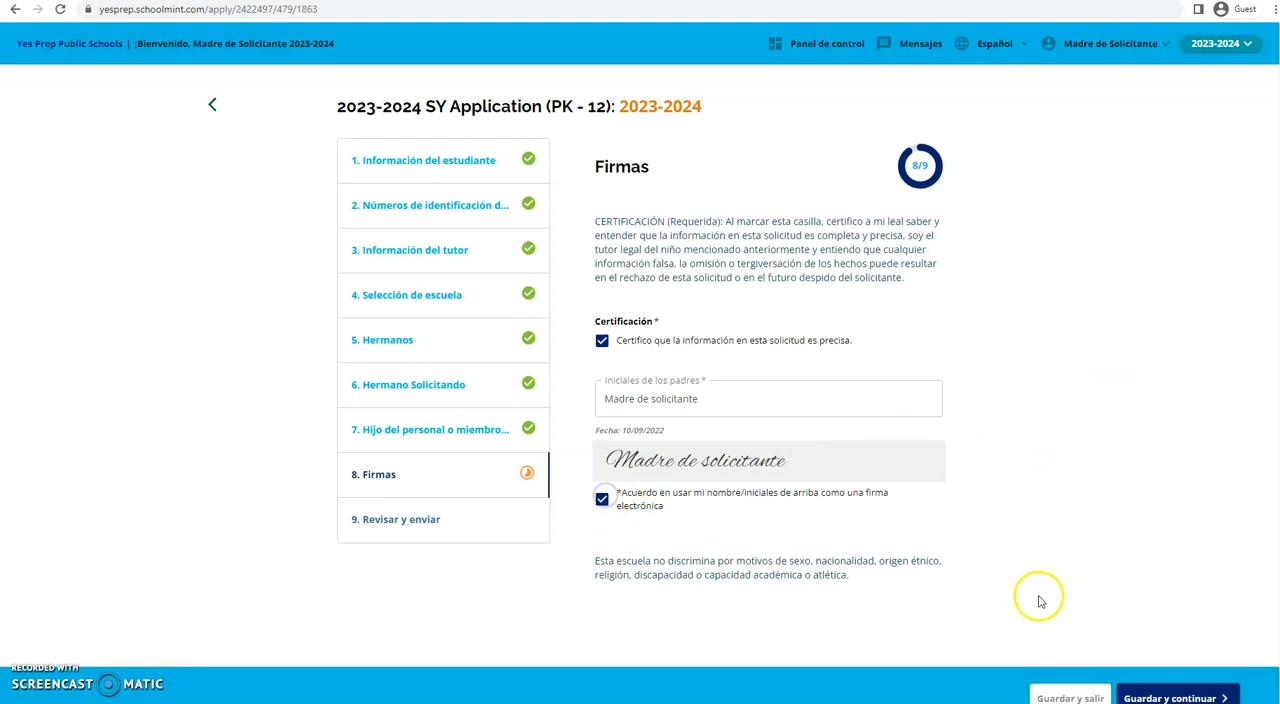 yesprep.schoolmint.com/apply/2422497/479/1863
Guest
Yes Prep Public Schools | ¡Bienvenido, Madre de Solicitante 2023-2024
Panel de control
Mensajes
Español
Madre de Solicitante
2023-2024
2023-2024 SY Application (PK - 12): 2023-2024
1. Información del estudiante
2. Números de identificación d...
3. Información del tutor
4. Selección de escuela
5. Hermanos
6. Hermano Solicitando
7. Hijo del personal o miembro...
8. Firmas
9. Revisar y enviar
Firmas
8/9
CERTIFICACIÓN (Requerida): Al marcar esta casilla, certifico a mi leal saber y
entender que la información en esta solicitud es completa y precisa, soy el
tutor legal del niño mencionado anteriormente y entiendo que cualquier
información falsa, la omisión o tergiversación de los hechos puede resultar
en el rechazo de esta solicitud o en el futuro despido del solicitante.
Certificación *
Certifico que la información en esta solicitud es precisa.
Iniciales de los padres *
Madre de solicitante
Fecha: 10/09/2022
Madre de solicitante
*Acuerdo en usar mi nombre/iniciales de arriba como una firma
electrónica
Esta escuela no discrimina por motivos de sexo, nacionalidad, origen étnico,
religión, discapacidad o capacidad académica o atlética.
RECORDED WITH
SCREENCAST MATIC
Guardar y salir
Guardar y continuar